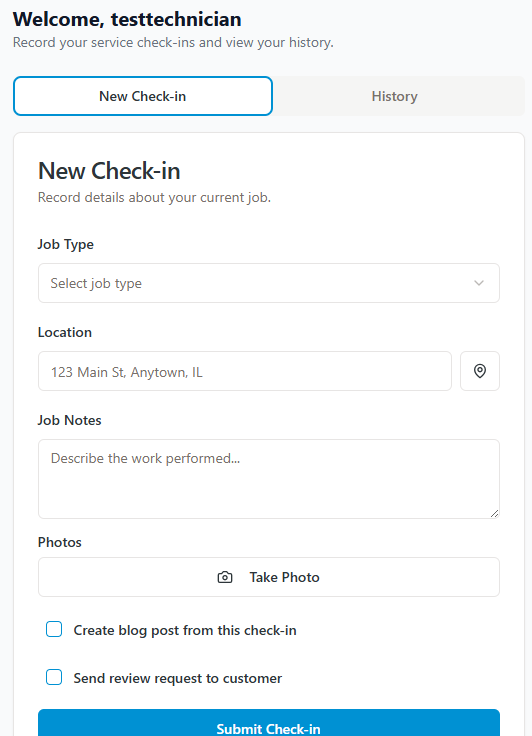 Welcome, testtechnician
Record your service check-ins and view your history.
New Check-in
History
New Check-in
Record details about your current job.
Job Type
Select job type
Location
123 Main St, Anytown, IL
Job Notes
Describe the work performed...
Photos
Take Photo
Create blog post from this check-in
Send review request to customer
Submit Check-in